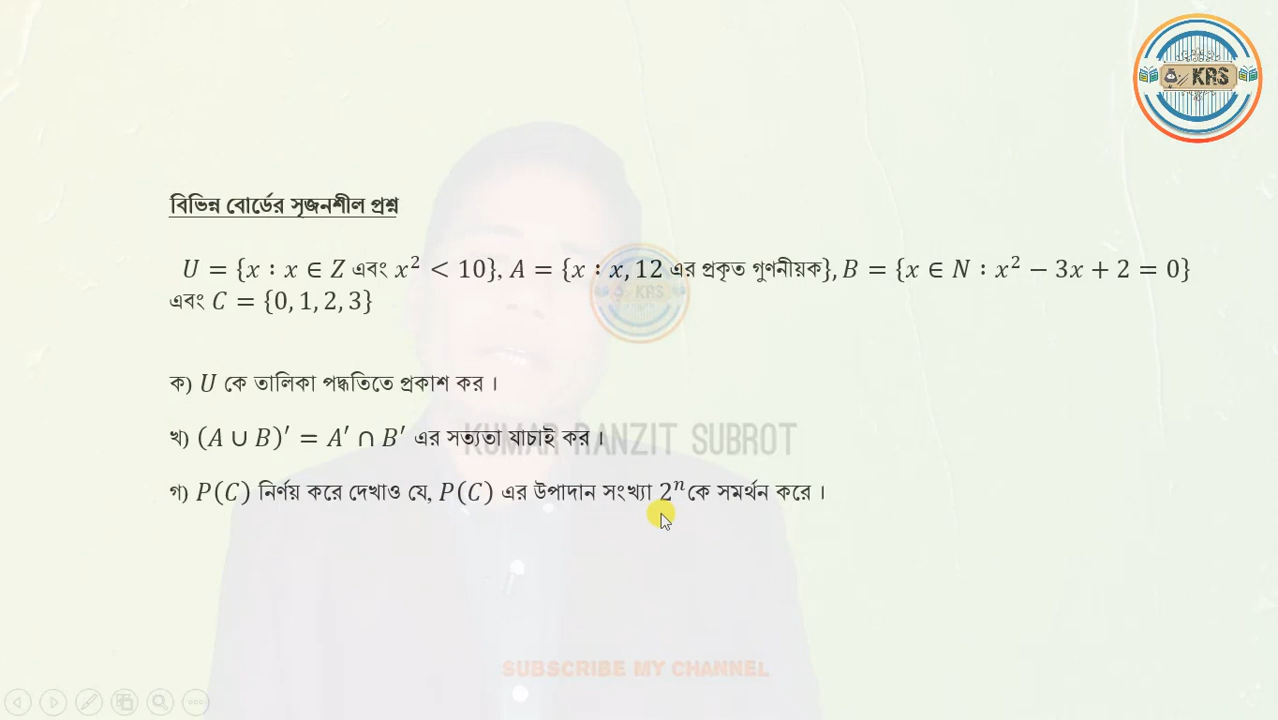 KRS
বিভিন্ন বোর্ডের সৃজনশীল প্রশ্ন
U = {x : x ∈ Z এবং x² < 10}, A = {x : x, 12 এর প্রকৃত গুণনীয়ক}, B = {x ∈ N : x² − 3x + 2 = 0}
এবং C = {0, 1, 2, 3}
KRS
ক) U কে তালিকা পদ্ধতিতে প্রকাশ কর ।
খ) (A ∪ B)′ = A′ ∩ B′ এর সত্যতা যাচাই কর ।
KUMAR RANZIT SUBROT
গ) P(C) নির্ণয় করে দেখাও যে, P(C) এর উপাদান সংখ্যা 2ⁿকে সমর্থন করে ।
SUBSCRIBE MY CHANNEL